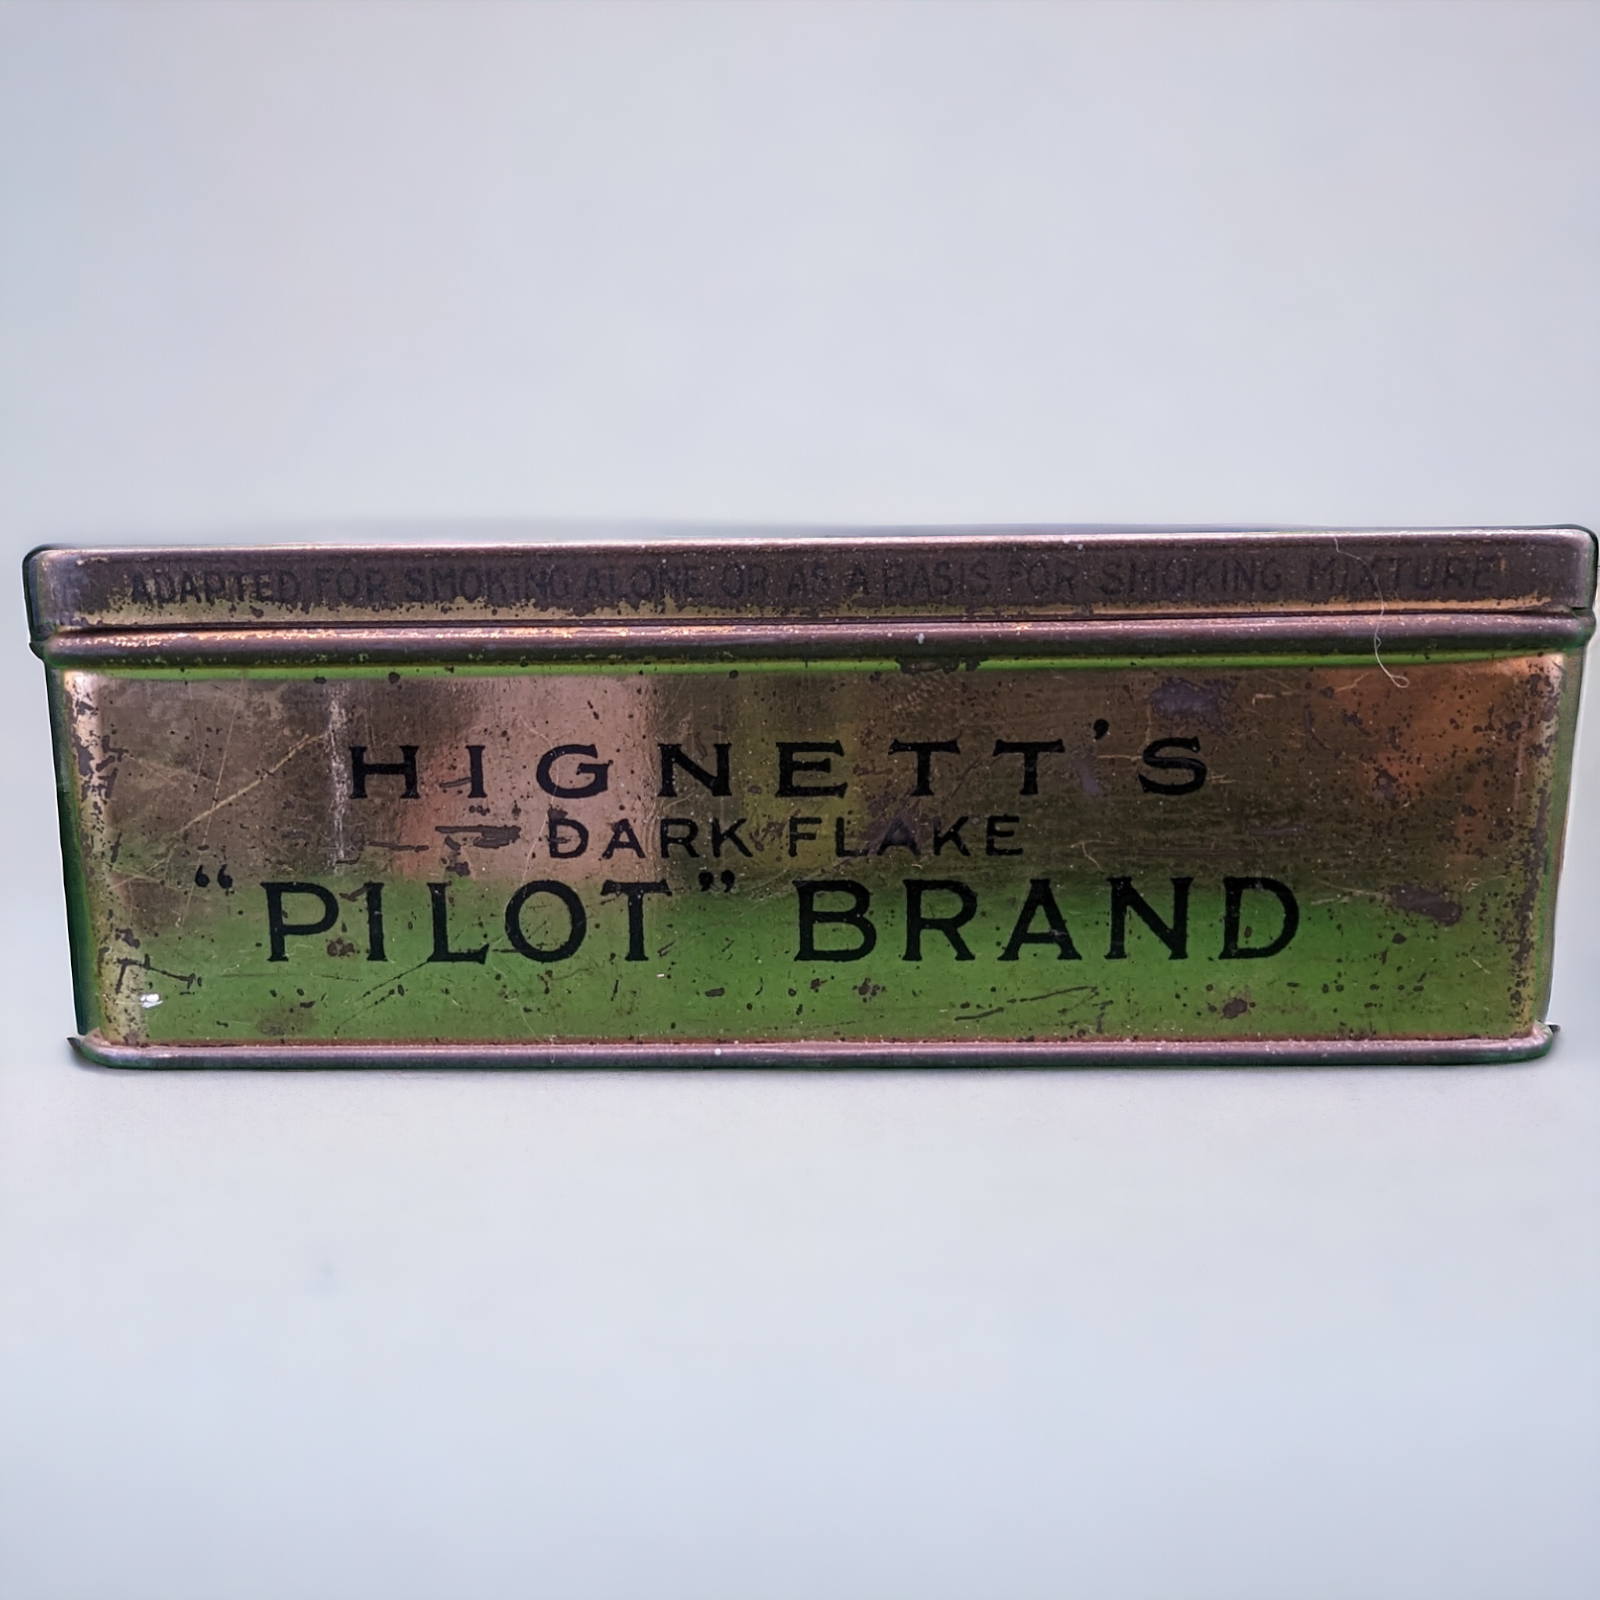 ADAPTED FOR SMOKING ALONE OR AS A BASIS FOR SMOKING MIXTURE
HIGNETT'S
DARK FLAKE
“PILOT” BRAND